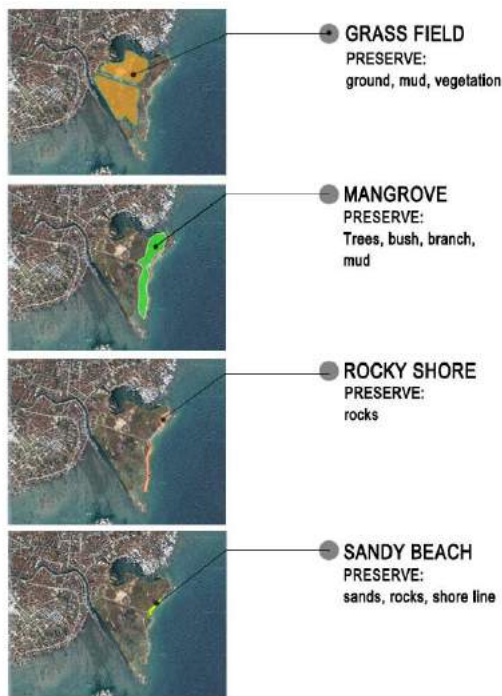 GRASS FIELD
PRESERVE:
ground, mud, vegetation
MANGROVE
PRESERVE:
Trees, bush, branch,
mud
ROCKY SHORE
PRESERVE:
rocks
SANDY BEACH
PRESERVE:
sands, rocks, shore line